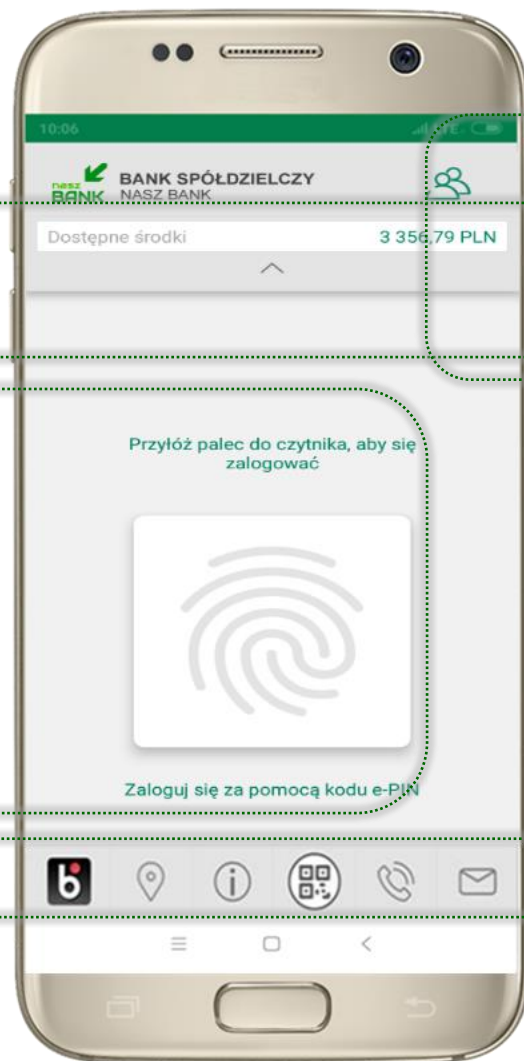 10:06
LTE
nasz
BANK
BANK SPÓŁDZIELCZY
NASZ BANK
Dostępne środki 3 356,79 PLN
Przyłóż palec do czytnika, aby się
zalogować
Zaloguj się za pomocą kodu e-PIN
b